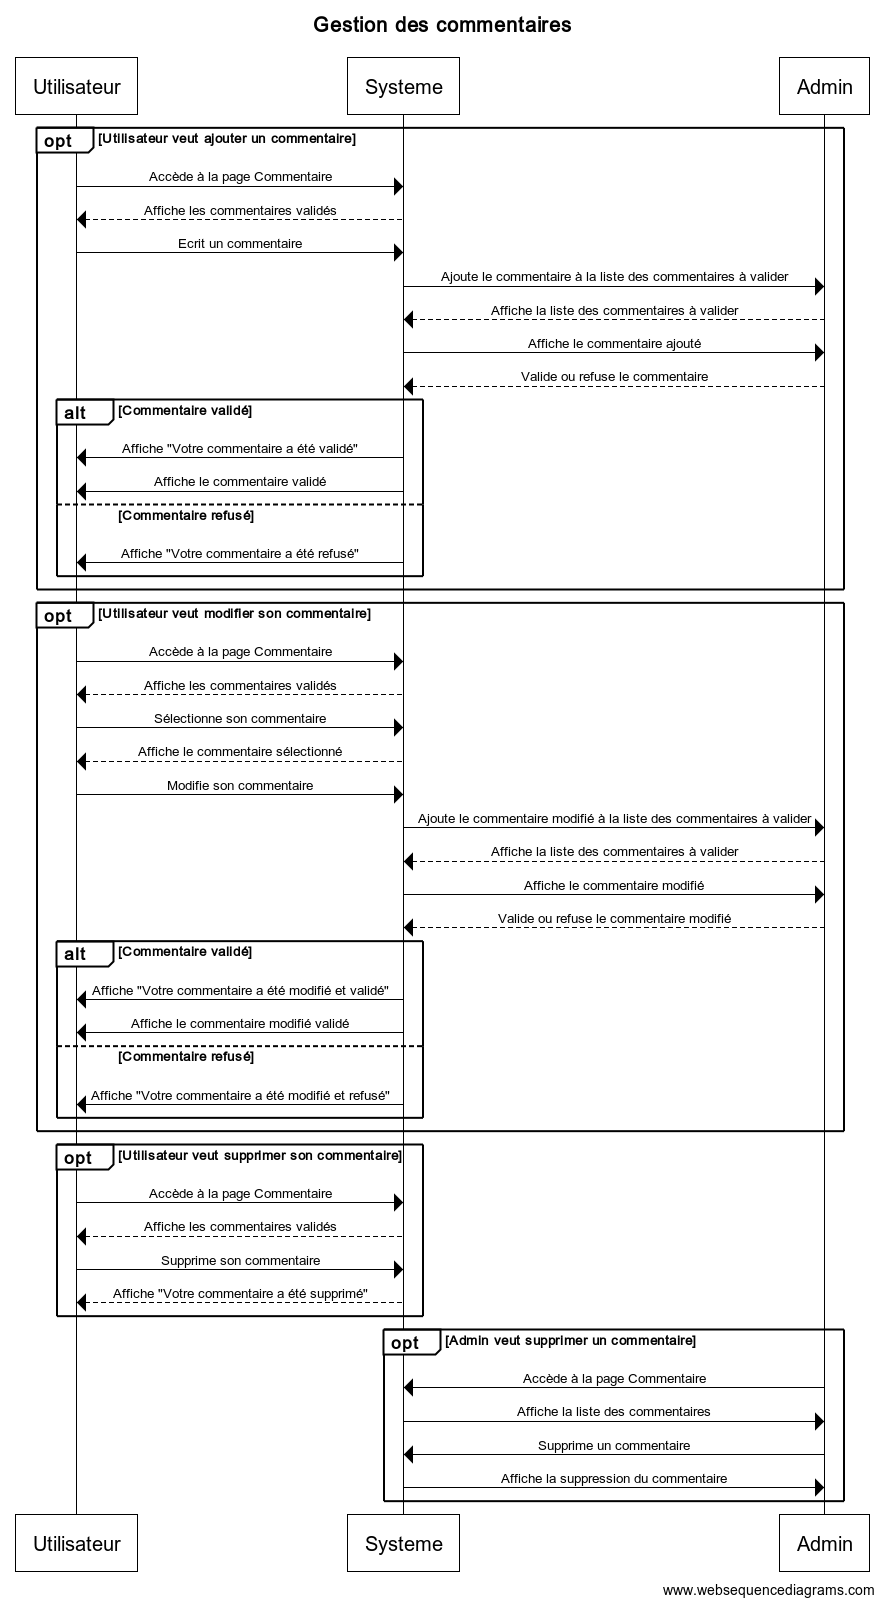 Gestion des commentaires
Utilisateur
Systeme
Admin
opt
[Utilisateur veut ajouter un commentaire]
Accède à la page Commentaire
Affiche les commentaires validés
Ecrit un commentaire
Ajoute le commentaire à la liste des commentaires à valider
Affiche la liste des commentaires à valider
Affiche le commentaire ajouté
Valide ou refuse le commentaire
alt
[Commentaire validé]
Affiche "Votre commentaire a été validé"
Affiche le commentaire validé
[Commentaire refusé]
Affiche "Votre commentaire a été refusé"
opt
[Utilisateur veut modifier son commentaire]
Accède à la page Commentaire
Affiche les commentaires validés
Sélectionne son commentaire
Affiche le commentaire sélectionné
Modifie son commentaire
Ajoute le commentaire modifié à la liste des commentaires à valider
Affiche la liste des commentaires à valider
Affiche le commentaire modifié
Valide ou refuse le commentaire modifié
alt
[Commentaire validé]
Affiche "Votre commentaire a été modifié et validé"
Affiche le commentaire modifié validé
[Commentaire refusé]
Affiche "Votre commentaire a été modifié et refusé"
opt
[Utilisateur veut supprimer son commentaire]
Accède à la page Commentaire
Affiche les commentaires validés
Supprime son commentaire
Affiche "Votre commentaire a été supprimé"
opt
[Admin veut supprimer un commentaire]
Accède à la page Commentaire
Affiche la liste des commentaires
Supprime un commentaire
Affiche la suppression du commentaire
Utilisateur
Systeme
Admin
www.websequencediagrams.com